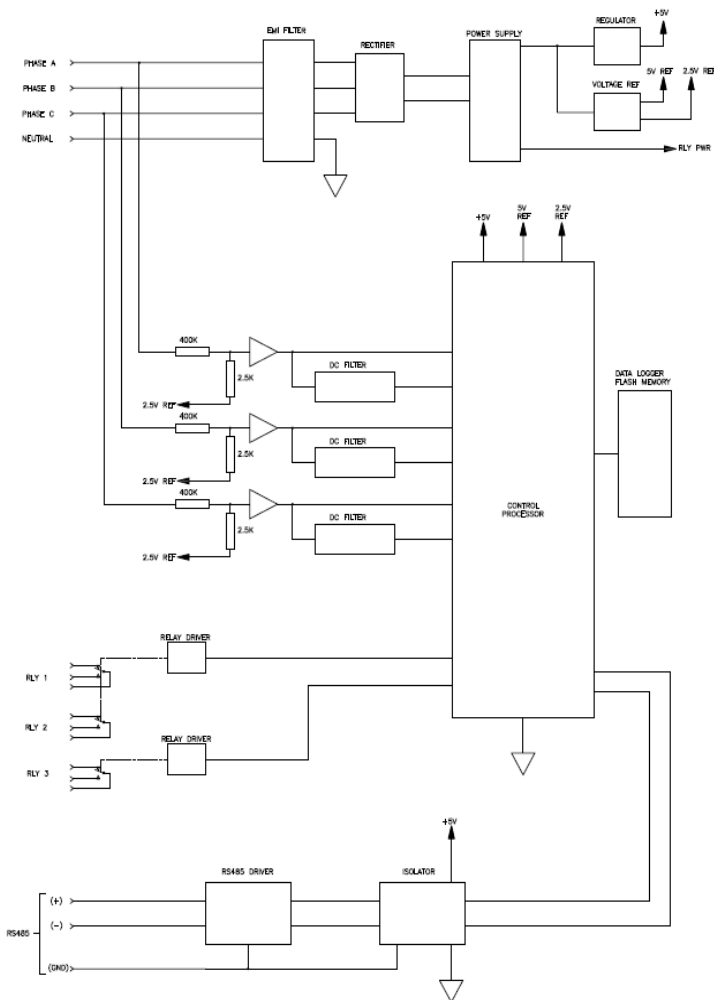 EMI FILTER
RECTIFIER
POWER SUPPLY
REGULATOR
+5V
PHASE A
PHASE B
PHASE C
NEUTRAL
VOLTAGE REF
5V REF
2.5V REF
RLY PWR
+5V
5V
REF
2.5V
REF
400K
2.5K
2.5V REF
DC FILTER
400K
2.5K
2.5V REF
DC FILTER
400K
2.5K
2.5V REF
DC FILTER
DATA LOGGER
FLASH MEMORY
CONTROL
PROCESSOR
RELAY DRIVER
RLY 1
RLY 2
RELAY DRIVER
RLY 3
+5V
RS485 DRIVER
ISOLATOR
RS485
(+)
(-)
(GND)